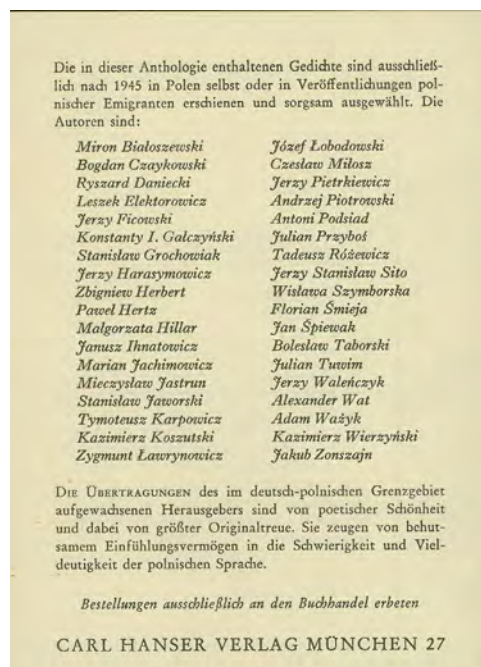 Die in dieser Anthologie enthaltenen Gedichte sind ausschließ-
lich nach 1945 in Polen selbst oder in Veröffentlichungen pol-
nischer Emigranten erschienen und sorgsam ausgewählt. Die
Autoren sind:
Miron Białoszewski
Bogdan Czaykowski
Ryszard Daniecki
Leszek Elektorowicz
Jerzy Ficowski
Konstanty I. Gałczyński
Stanisław Grochowiak
Jerzy Harasymowicz
Zbigniew Herbert
Paweł Hertz
Małgorzata Hillar
Janusz Ihnatowicz
Marian Jachimowicz
Mieczysław Jastrun
Stanisław Jaworski
Tymoteusz Karpowicz
Kazimierz Koszutski
Zygmunt Ławrynowicz
Józef Łobodowski
Czesław Miłosz
Jerzy Pietrkiewicz
Andrzej Piotrowski
Antoni Podsiad
Julian Przyboś
Tadeusz Różewicz
Jerzy Stanisław Sito
Wisława Szymborska
Florian Śmieja
Jan Śpiewak
Bolesław Taborski
Julian Tuwim
Jerzy Waleńczyk
Alexander Wat
Adam Ważyk
Kazimierz Wierzyński
Jakub Zonszajn
DIE ÜBERTRAGUNGEN des im deutsch-polnischen Grenzgebiet
aufgewachsenen Herausgebers sind von poetischer Schönheit
und dabei von größter Originaltreue. Sie zeugen von behut-
samem Einfühlungsvermögen in die Schwierigkeit und Viel-
deutigkeit der polnischen Sprache.
Bestellungen ausschließlich an den Buchhandel erbeten
CARL HANSER VERLAG MÜNCHEN 27